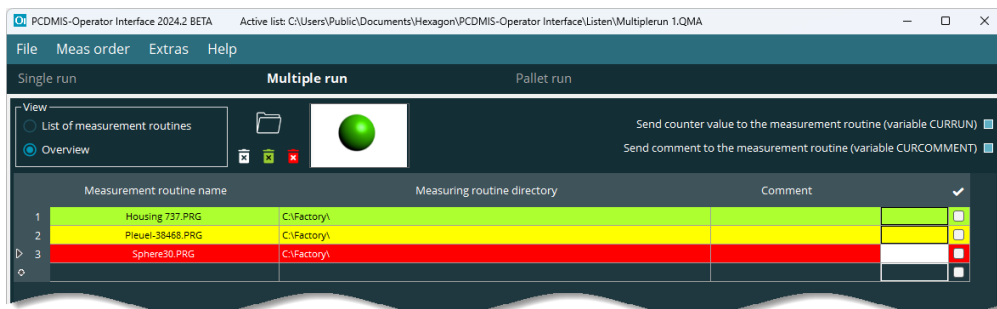 OI PCDMIS-Operator Interface 2024.2 BETA Active list: C:\Users\Public\Documents\Hexagon\PCDMIS-Operator Interface\Listen\Multiplerun 1.QMA
File Meas order Extras Help
Single run Multiple run Pallet run
View
List of measurement routines
Overview
Send counter value to the measurement routine (variable CURRUN)
Send comment to the measurement routine (variable CURCOMMENT)
Measurement routine name Measuring routine directory Comment
1 Housing 737.PRG C:\Factory\
2 Pleuel-38468.PRG C:\Factory\
3 Sphere30.PRG C:\Factory\